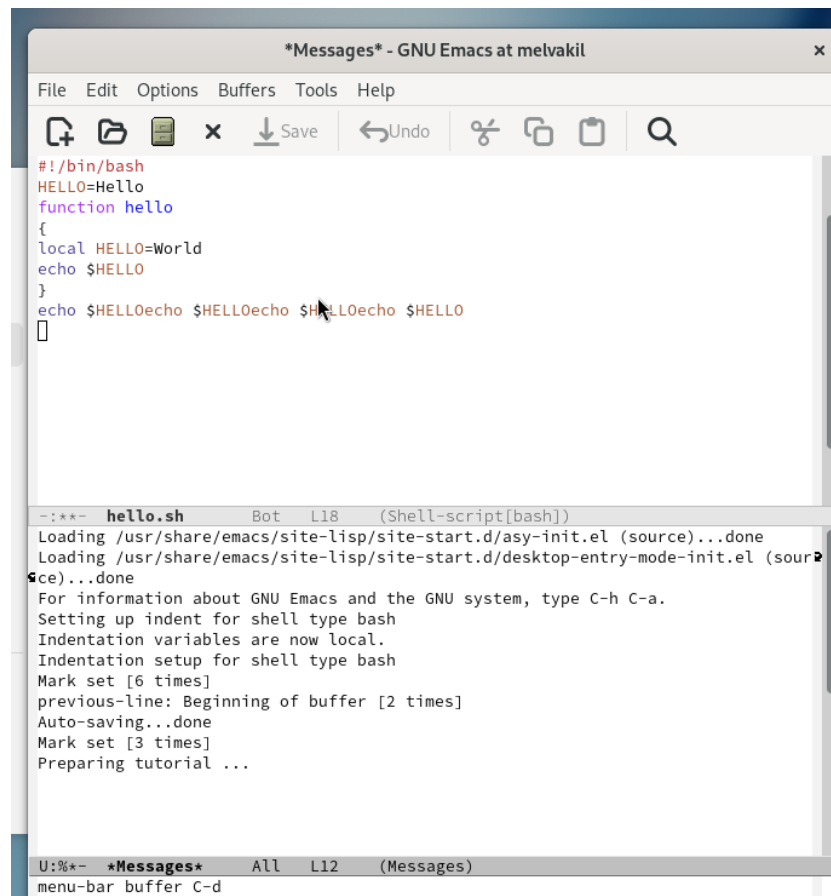 *Messages* - GNU Emacs at melvakil
File Edit Options Buffers Tools Help
Save Undo
#!/bin/bash
HELLO=Hello
function hello
{
local HELLO=World
echo $HELLO
}
echo $HELLOecho $HELLOecho $HELLOecho $HELLO
-:**- hello.sh Bot L18 (Shell-script[bash])
Loading /usr/share/emacs/site-lisp/site-start.d/asy-init.el (source)...done
Loading /usr/share/emacs/site-lisp/site-start.d/desktop-entry-mode-init.el (sour
ce)...done
For information about GNU Emacs and the GNU system, type C-h C-a.
Setting up indent for shell type bash
Indentation variables are now local.
Indentation setup for shell type bash
Mark set [6 times]
previous-line: Beginning of buffer [2 times]
Auto-saving...done
Mark set [3 times]
Preparing tutorial ...
U:%*- *Messages* All L12 (Messages)
menu-bar buffer C-d